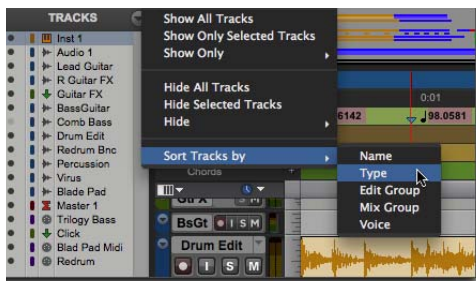 TRACKS
Inst 1
Audio 1
Lead Guitar
R Guitar FX
Guitar FX
BassGuitar
Comb Bass
Drum Edit
Redrum Bnc
Percussion
Virus
Blade Pad
Master 1
Trilogy Bass
Click
Blad Pad Midi
Redrum
Show All Tracks
Show Only Selected Tracks
Show Only
Hide All Tracks
Hide Selected Tracks
Hide
Sort Tracks by
Name
Type
Edit Group
Mix Group
Voice
0:01
6142
98.0581
Chords
+
Gtr X
BsGt
I S M
Drum Edit
I S M